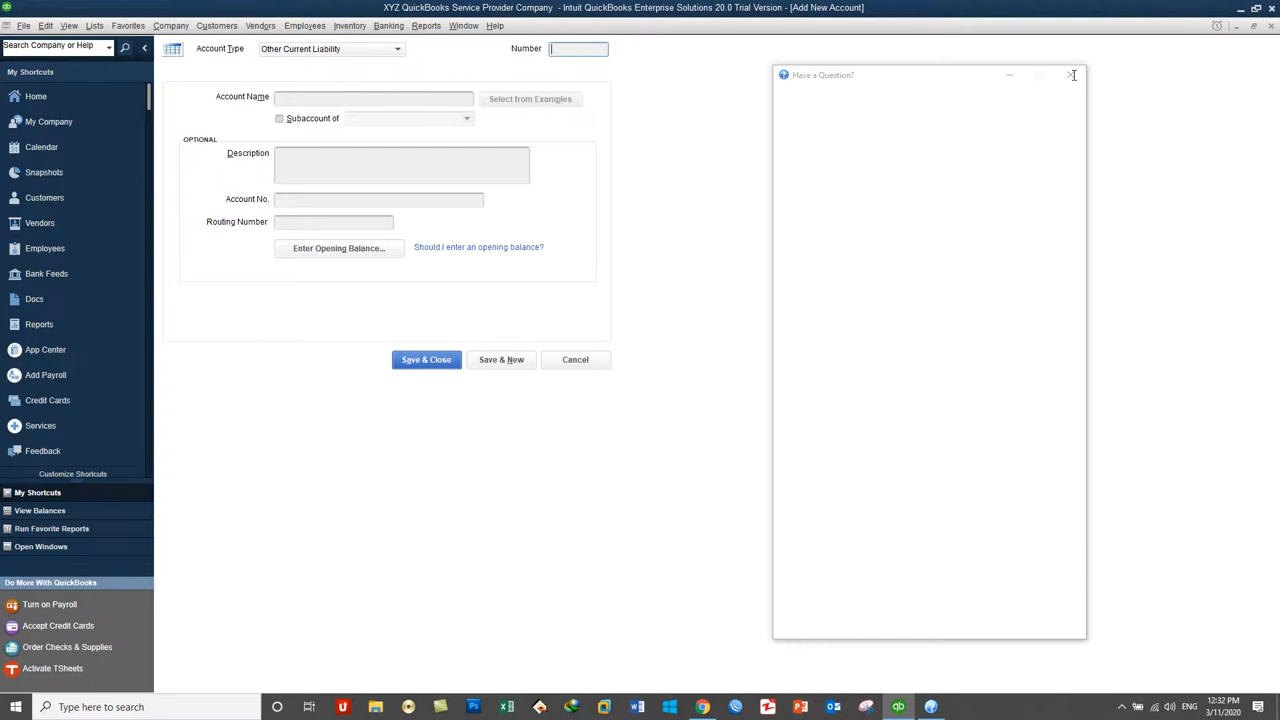 XYZ QuickBooks Service Provider Company - Intuit QuickBooks Enterprise Solutions 20.0 Trial Version - [Add New Account]
File Edit View Lists Favorites Company Customers Vendors Employees Inventory Banking Reports Window Help
Search Company or Help
Account Type Other Current Liability Number
Have a Question?
My Shortcuts
Home
My Company
Calendar
Snapshots
Customers
Vendors
Employees
Bank Feeds
Docs
Reports
App Center
Add Payroll
Credit Cards
Services
Feedback
Customize Shortcuts
My Shortcuts
View Balances
Run Favorite Reports
Open Windows
Do More With QuickBooks
Turn on Payroll
Accept Credit Cards
Order Checks & Supplies
Activate TSheets
Account Name Select from Examples
Subaccount of
OPTIONAL
Description
Account No.
Routing Number
Enter Opening Balance... Should I enter an opening balance?
Save & Close Save & New Cancel
Type here to search
ENG
12:32 PM
3/11/2020